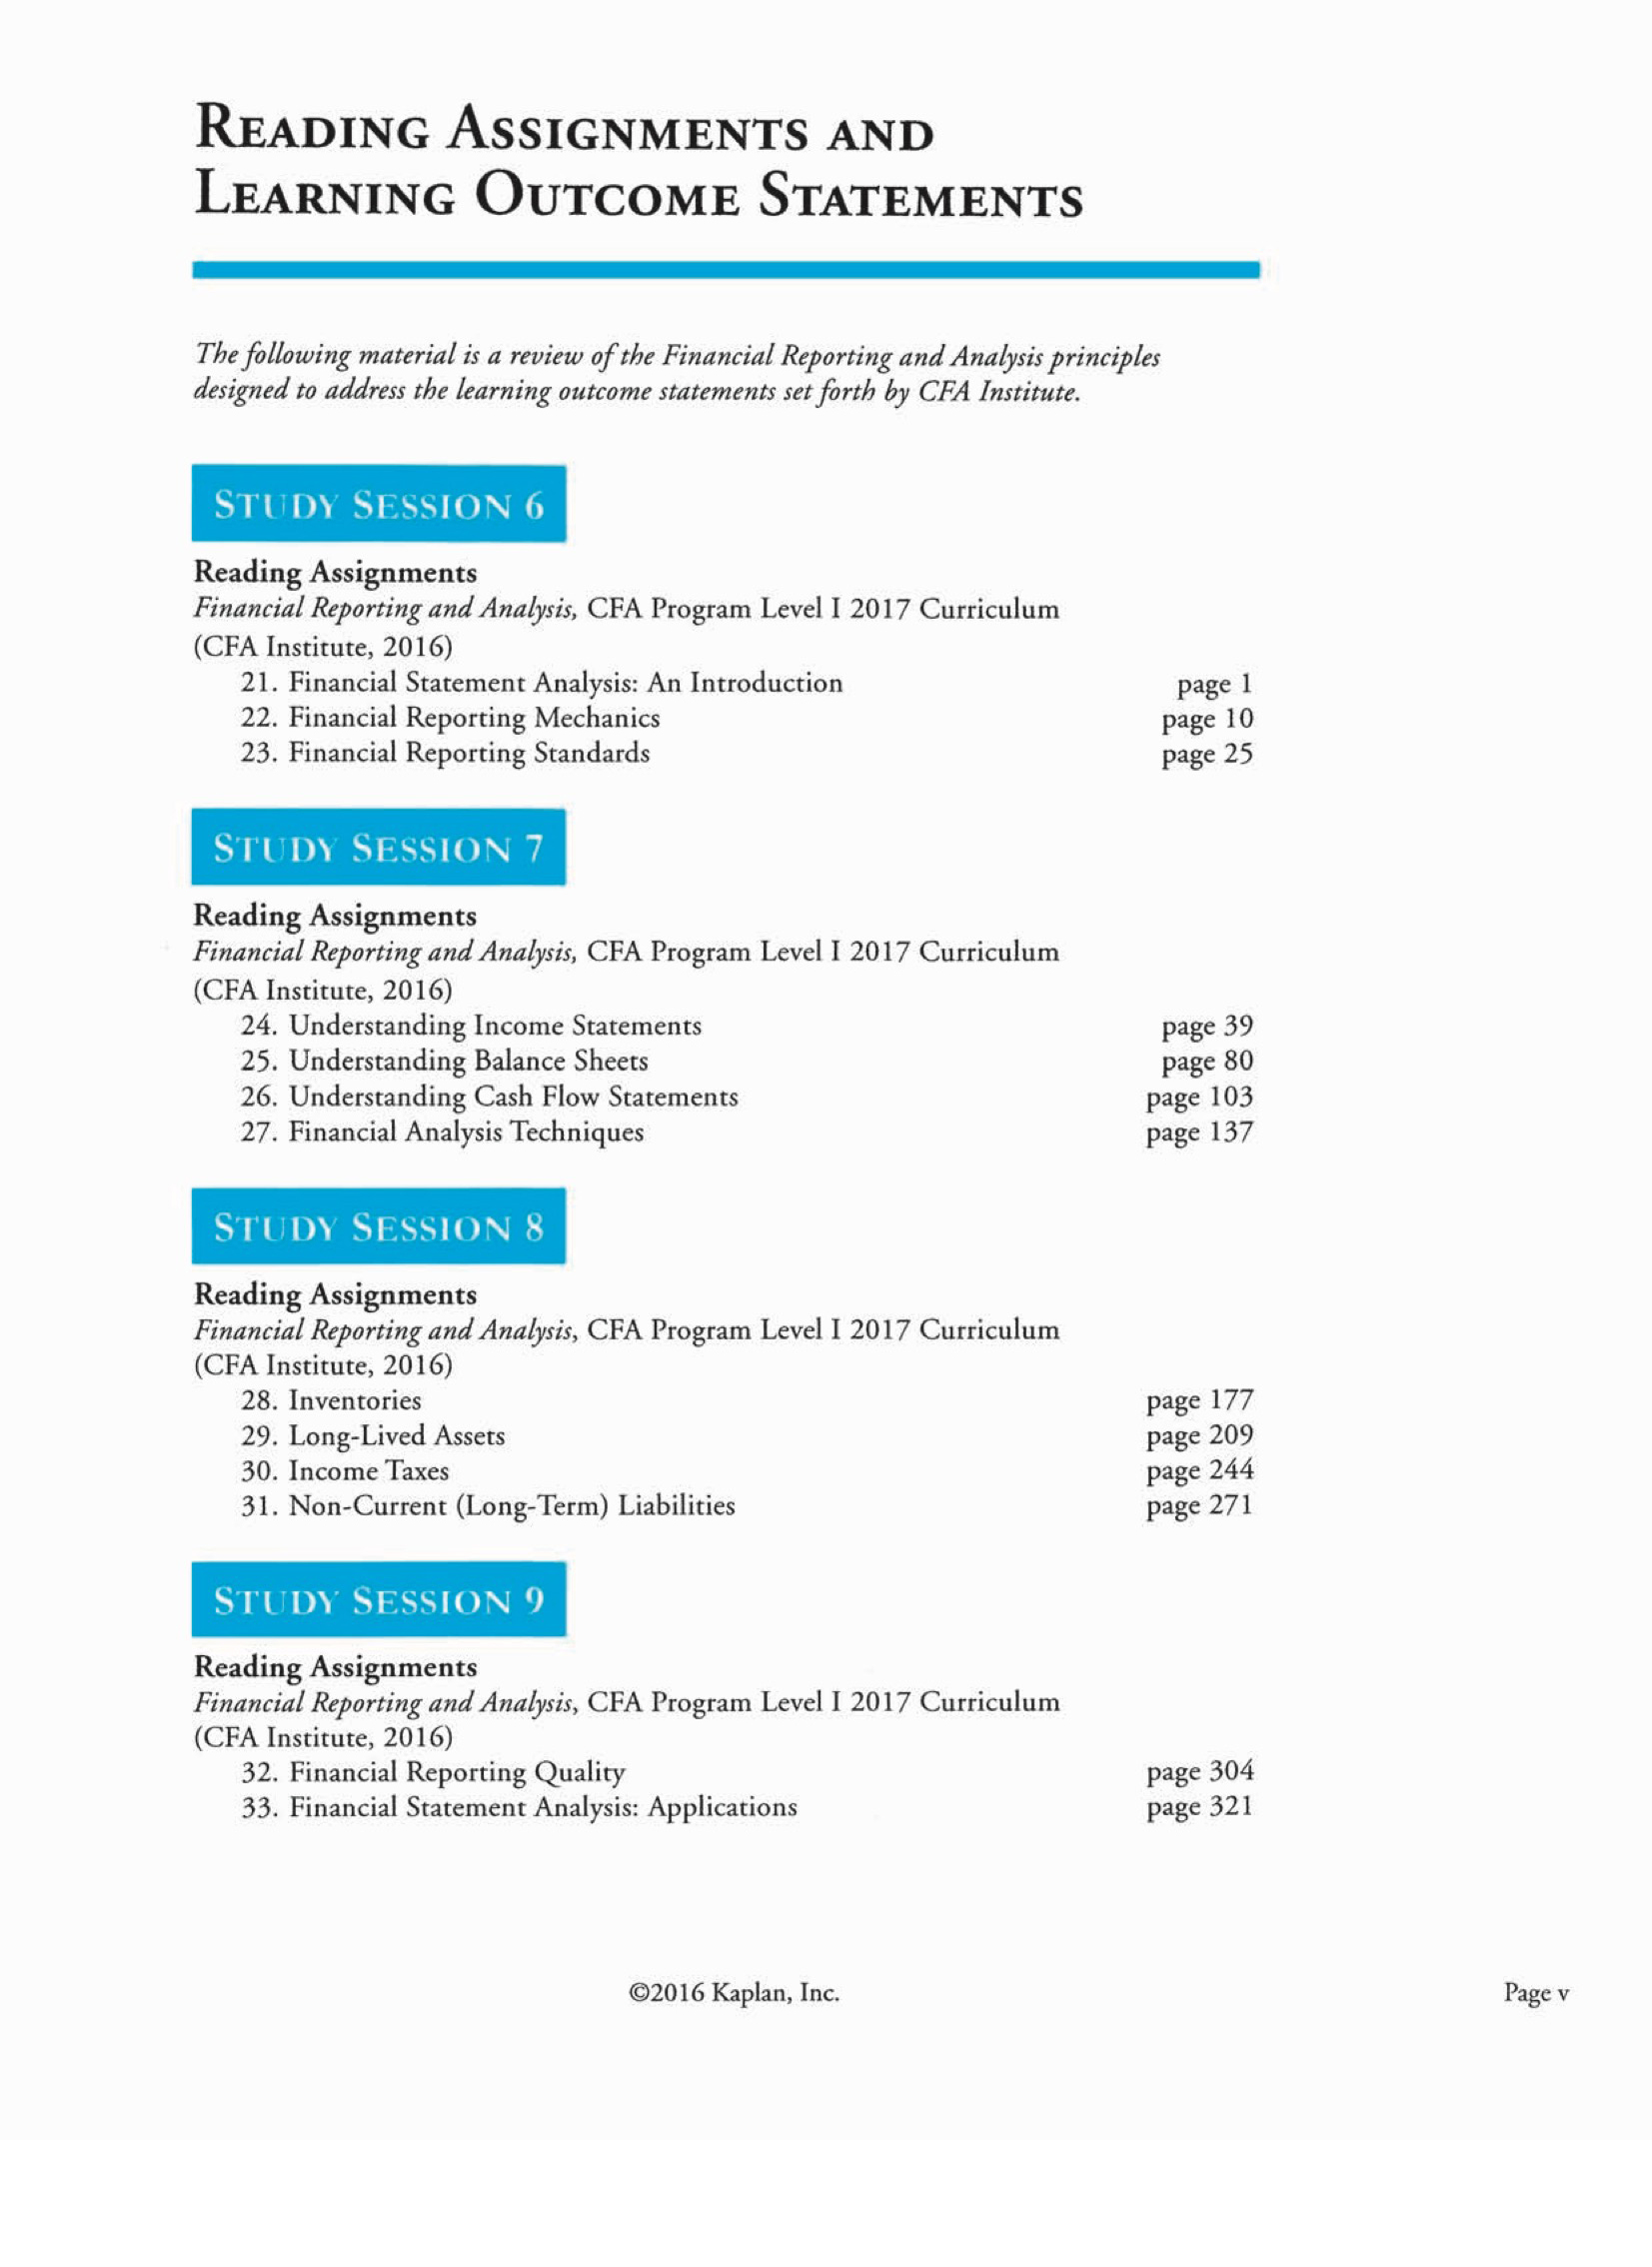 READING ASSIGNMENTS AND
LEARNING OUTCOME STATEMENTS
The following material is a review of the Financial Reporting and Analysis principles
designed to address the learning outcome statements set forth by CFA Institute.
STUDY SESSION 6
Reading Assignments
Financial Reporting and Analysis, CFA Program Level I 2017 Curriculum
(CFA Institute, 2016)
21. Financial Statement Analysis: An Introduction page 1
22. Financial Reporting Mechanics page 10
23. Financial Reporting Standards page 25
STUDY SESSION 7
Reading Assignments
Financial Reporting and Analysis, CFA Program Level I 2017 Curriculum
(CFA Institute, 2016)
24. Understanding Income Statements page 39
25. Understanding Balance Sheets page 80
26. Understanding Cash Flow Statements page 103
27. Financial Analysis Techniques page 137
STUDY SESSION 8
Reading Assignments
Financial Reporting and Analysis, CFA Program Level I 2017 Curriculum
(CFA Institute, 2016)
28. Inventories page 177
29. Long-Lived Assets page 209
30. Income Taxes page 244
31. Non-Current (Long-Term) Liabilities page 271
STUDY SESSION 9
Reading Assignments
Financial Reporting and Analysis, CFA Program Level I 2017 Curriculum
(CFA Institute, 2016)
32. Financial Reporting Quality page 304
33. Financial Statement Analysis: Applications page 321
©2016 Kaplan, Inc. Page v